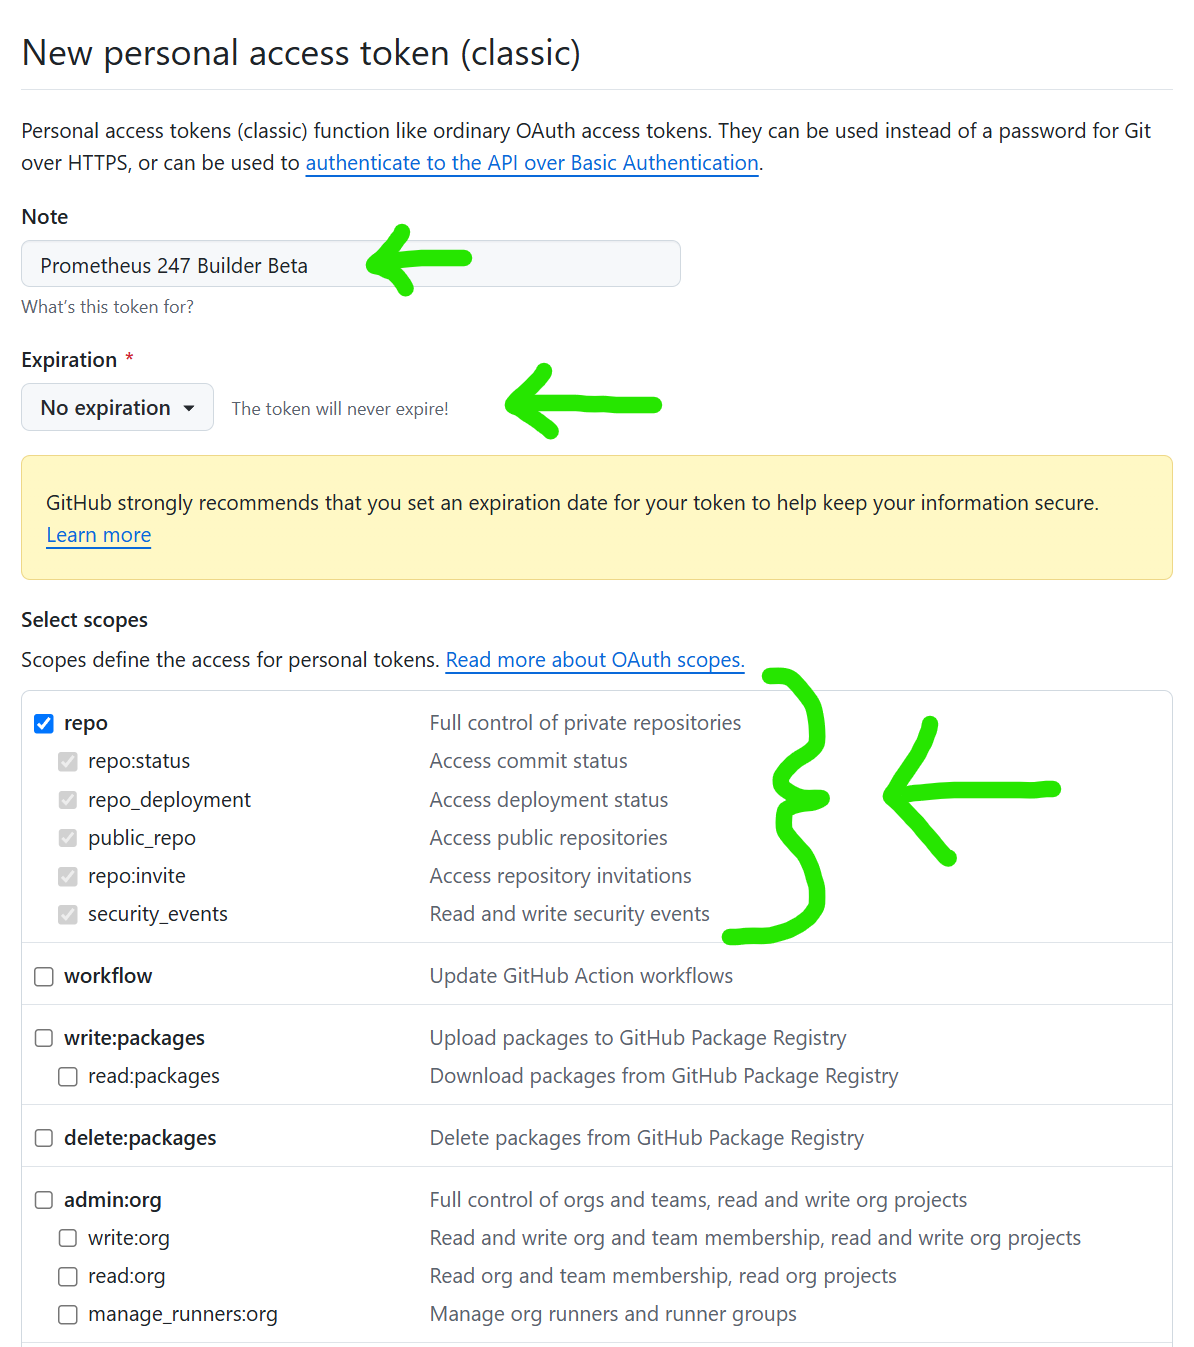 New personal access token (classic)
Personal access tokens (classic) function like ordinary OAuth access tokens. They can be used instead of a password for Git
over HTTPS, or can be used to authenticate to the API over Basic Authentication.
Note
Prometheus 247 Builder Beta
What's this token for?
Expiration *
No expiration The token will never expire!
GitHub strongly recommends that you set an expiration date for your token to help keep your information secure.
Learn more
Select scopes
Scopes define the access for personal tokens. Read more about OAuth scopes.
repo Full control of private repositories
repo:status Access commit status
repo_deployment Access deployment status
public_repo Access public repositories
repo:invite Access repository invitations
security_events Read and write security events
workflow Update GitHub Action workflows
write:packages Upload packages to GitHub Package Registry
read:packages Download packages from GitHub Package Registry
delete:packages Delete packages from GitHub Package Registry
admin:org Full control of orgs and teams, read and write org projects
write:org Read and write org and team membership, read and write org projects
read:org Read org and team membership, read org projects
manage_runners:org Manage org runners and runner groups